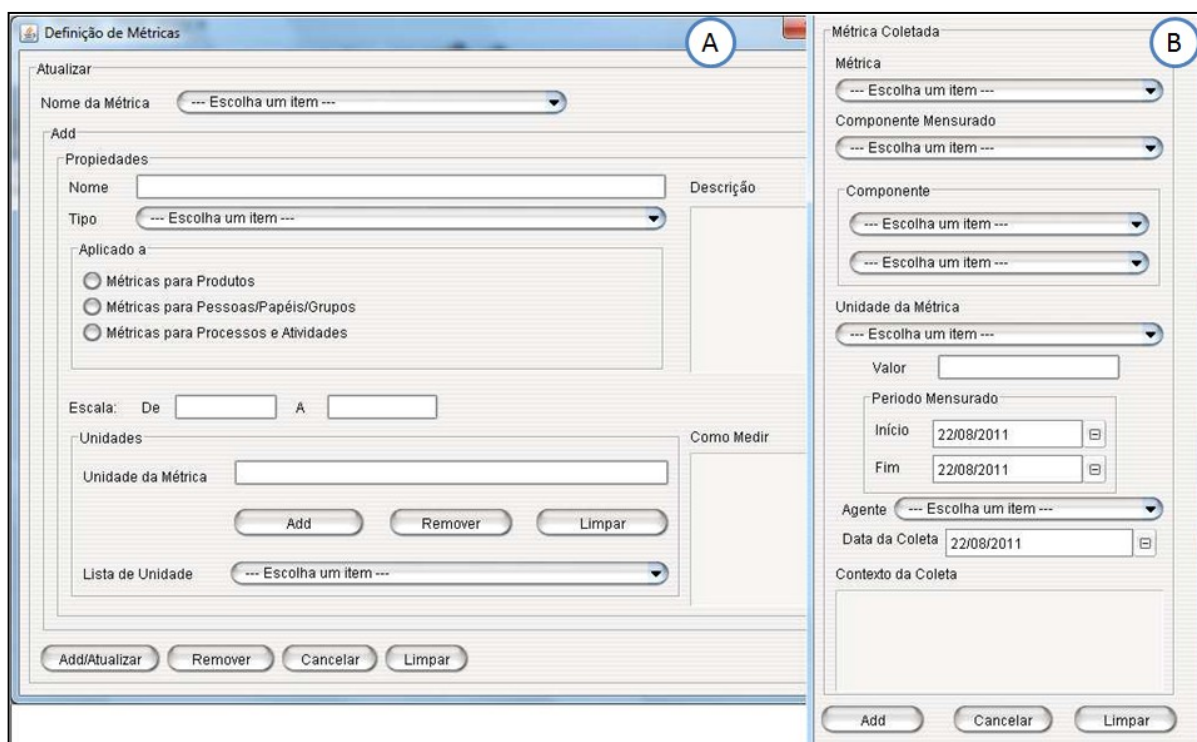 Definição de Métricas
A
Atualizar
Nome da Métrica --- Escolha um item ---
Add
Propiedades
Nome
Descrição
Tipo --- Escolha um item ---
Aplicado a
Métricas para Produtos
Métricas para Pessoas/Papéis/Grupos
Métricas para Processos e Atividades
Escala: De A
Unidades
Como Medir
Unidade da Métrica
Add Remover Limpar
Lista de Unidade --- Escolha um item ---
Add/Atualizar Remover Cancelar Limpar
Métrica Coletada
B
Métrica
--- Escolha um item ---
Componente Mensurado
--- Escolha um item ---
Componente
--- Escolha um item ---
--- Escolha um item ---
Unidade da Métrica
--- Escolha um item ---
Valor
Periodo Mensurado
Início 22/08/2011
Fim 22/08/2011
Agente --- Escolha um item ---
Data da Coleta 22/08/2011
Contexto da Coleta
Add Cancelar Limpar